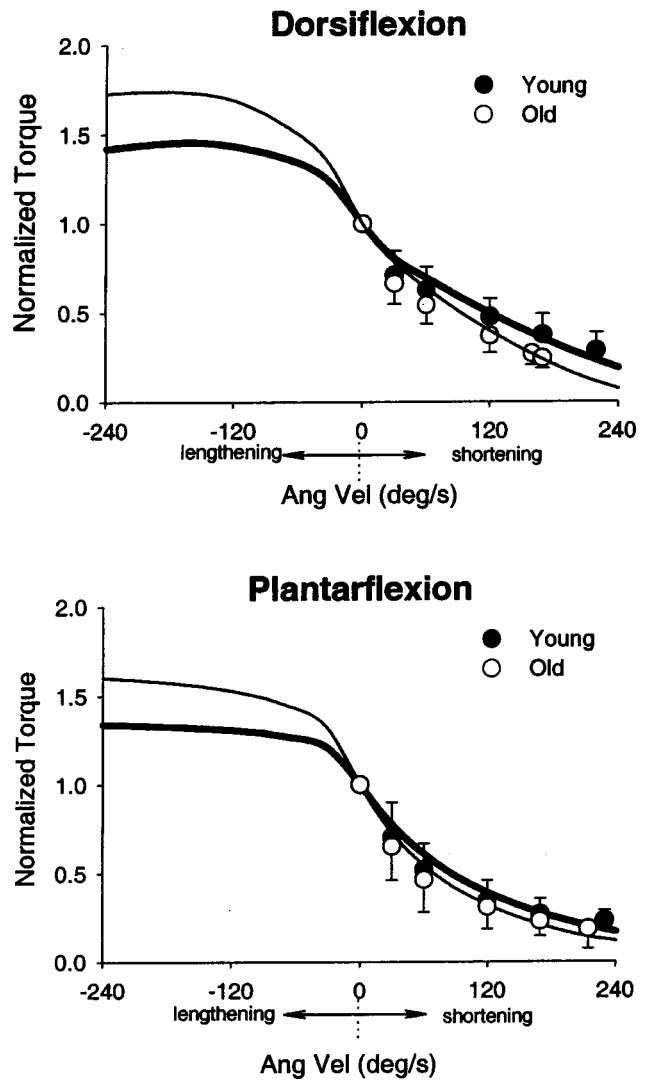 Dorsiflexion
2.0
1.5
1.0
0.5
0.0
Normalized Torque
Young
Old
-240 -120 0 120 240
lengthening shortening
Ang Vel (deg/s)
Plantarflexion
2.0
1.5
1.0
0.5
0.0
Normalized Torque
Young
Old
-240 -120 0 120 240
lengthening shortening
Ang Vel (deg/s)